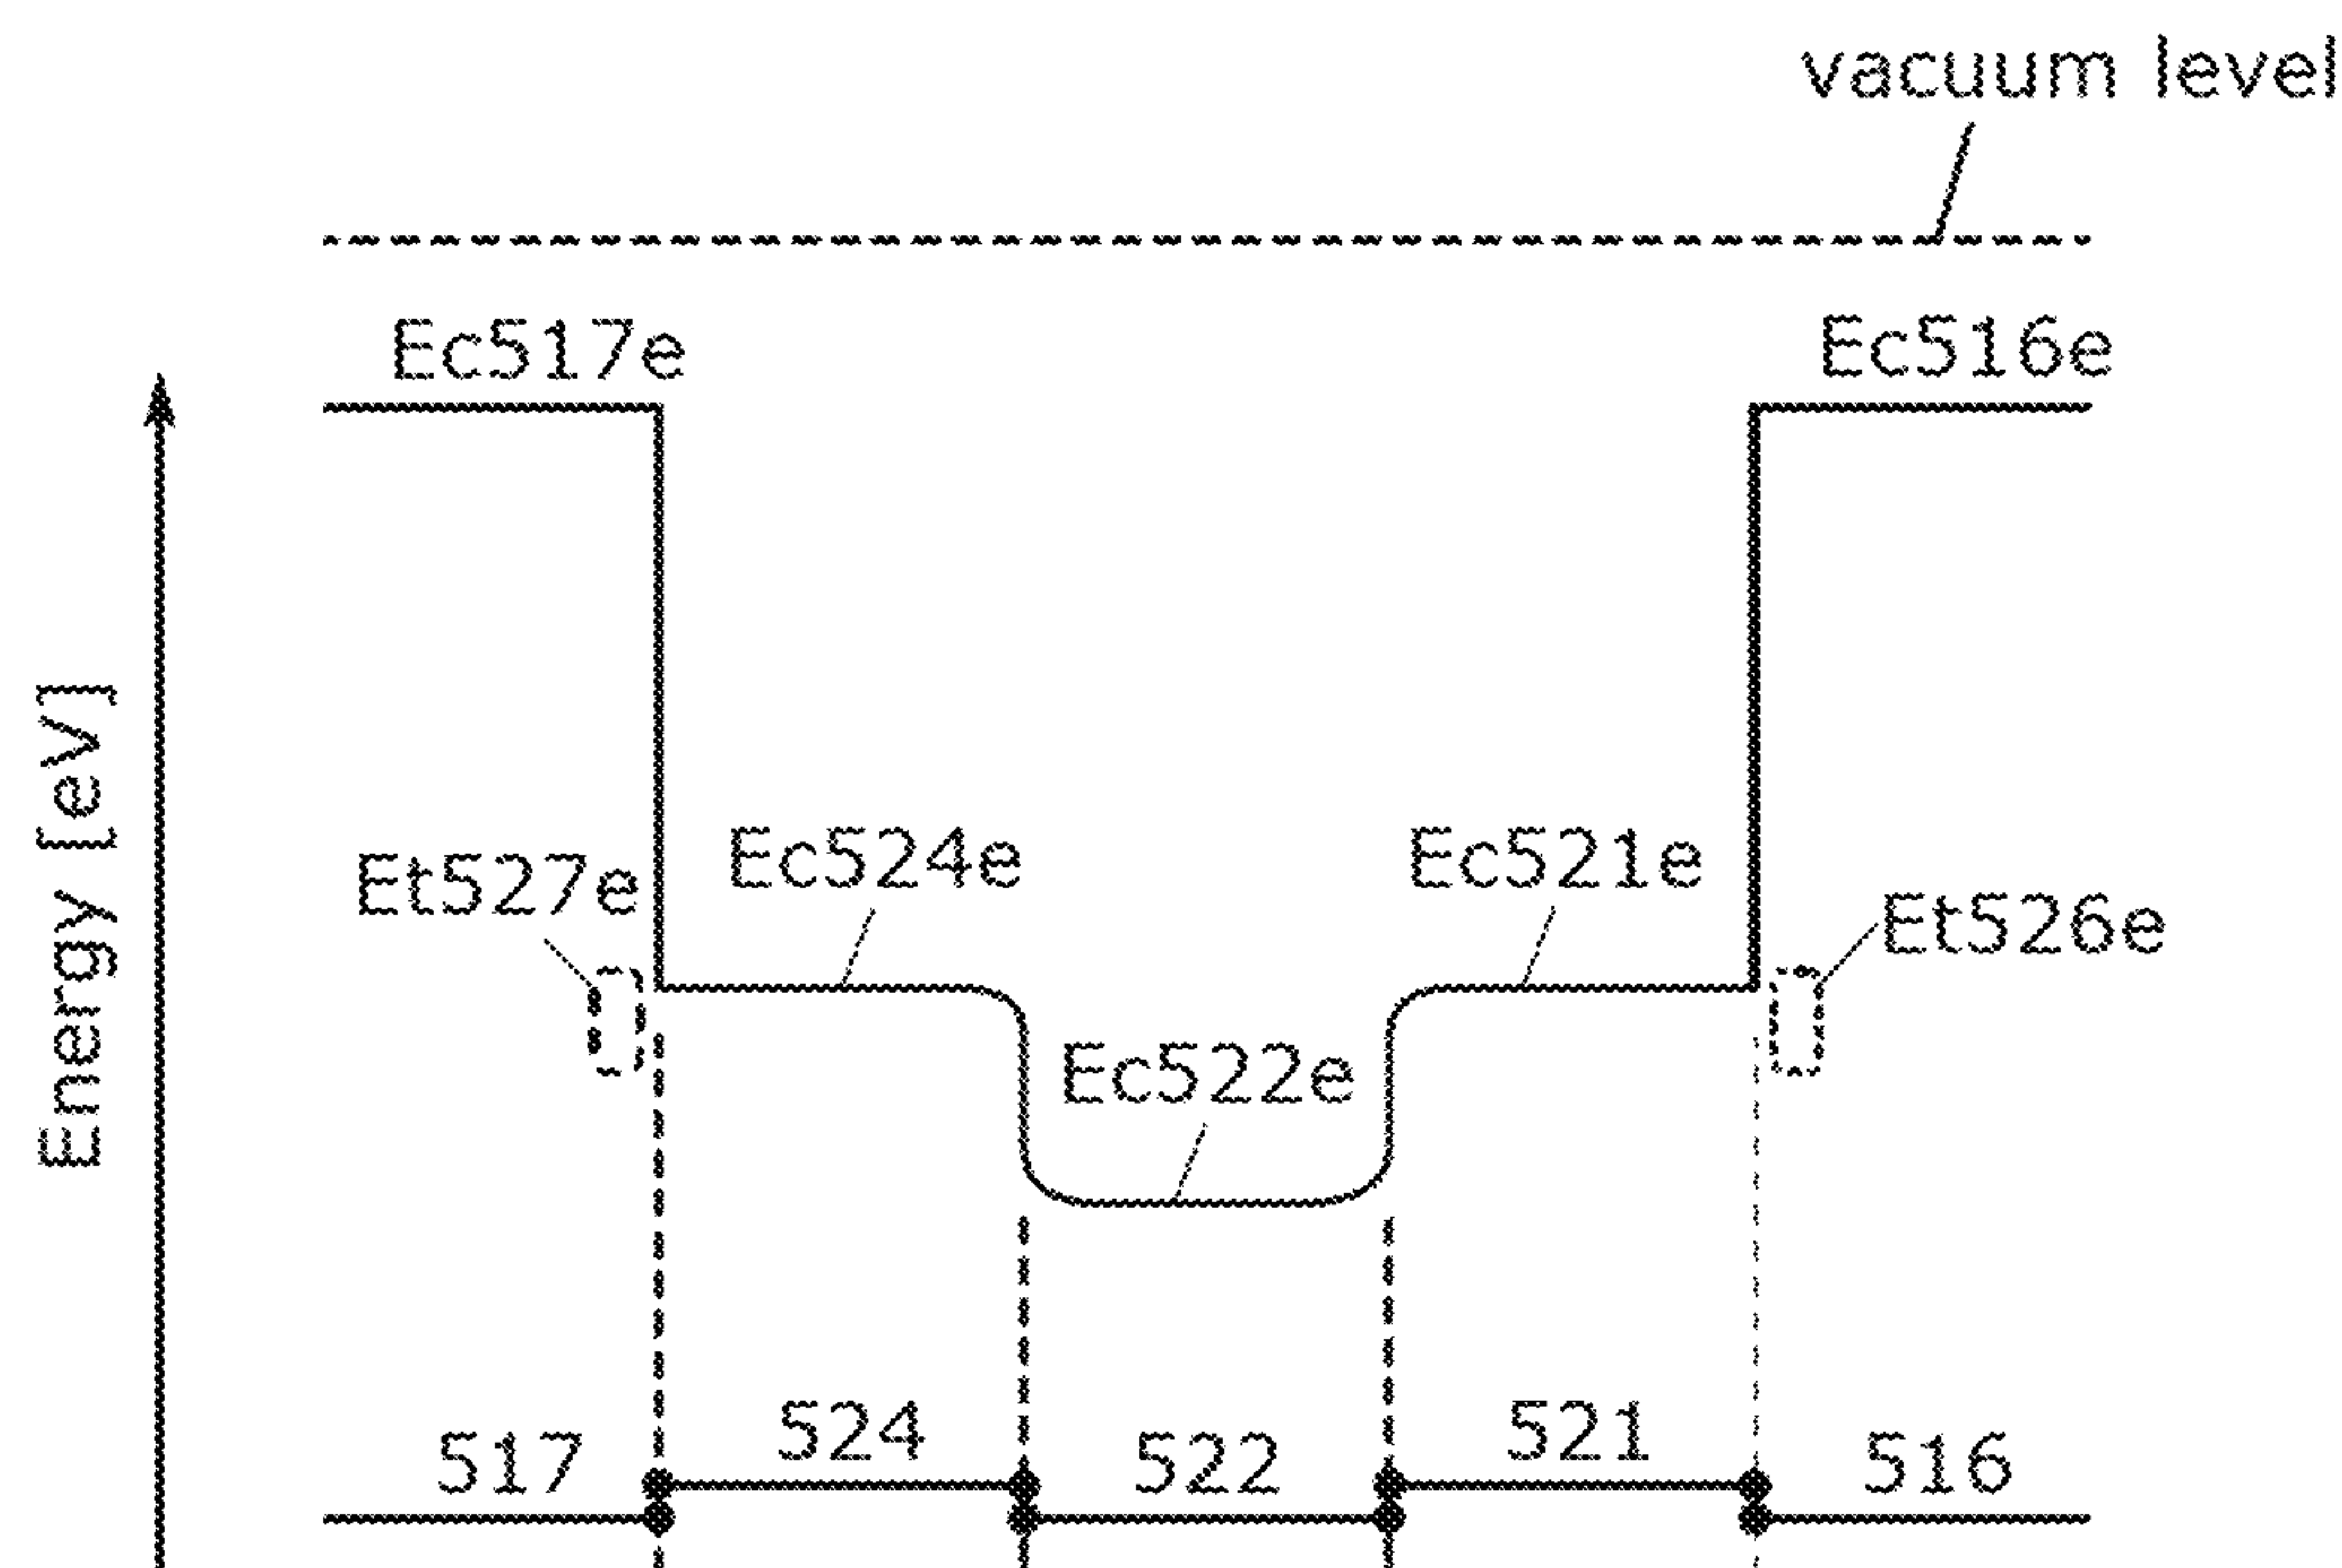 vacuum level
Ec517e
Ec516e
Energy [eV]
Ec524e
Ec521e
Et527e
Et526e
Ec522e
524
521
517
522
516